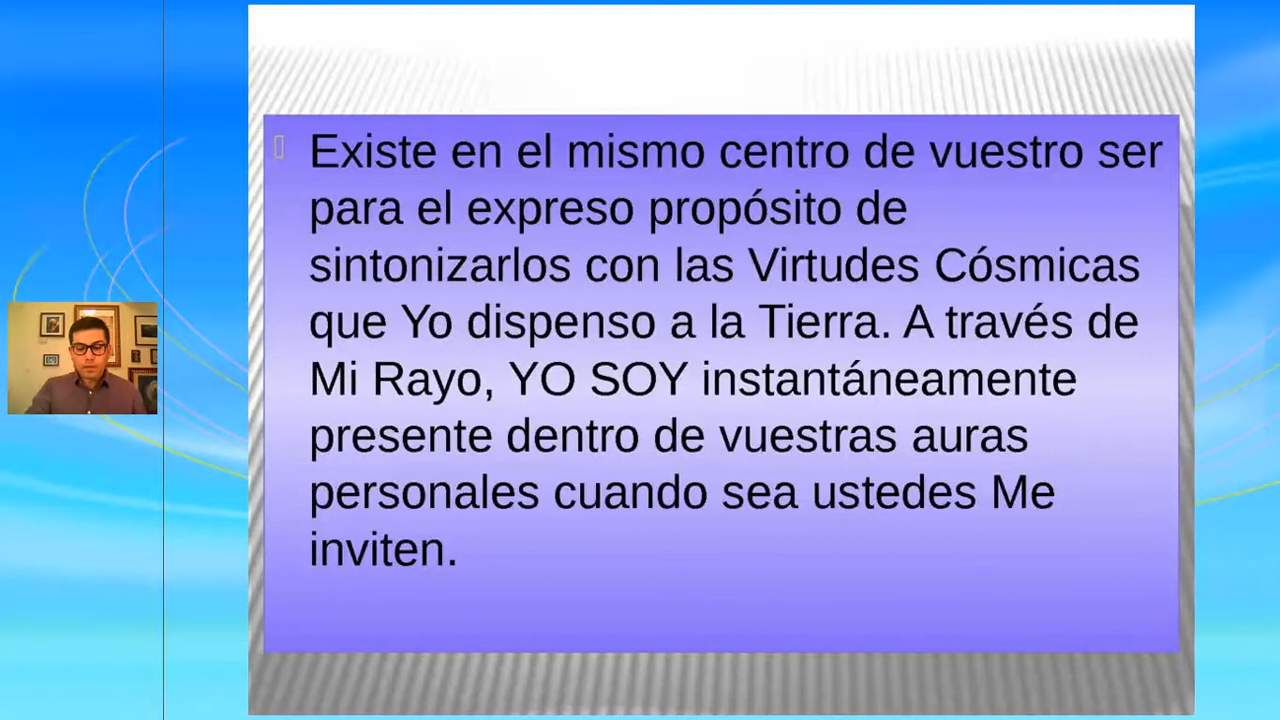 Existe en el mismo centro de vuestro ser
para el expreso propósito de
sintonizarlos con las Virtudes Cósmicas
que Yo dispenso a la Tierra. A través de
Mi Rayo, YO SOY instantáneamente
presente dentro de vuestras auras
personales cuando sea ustedes Me
inviten.